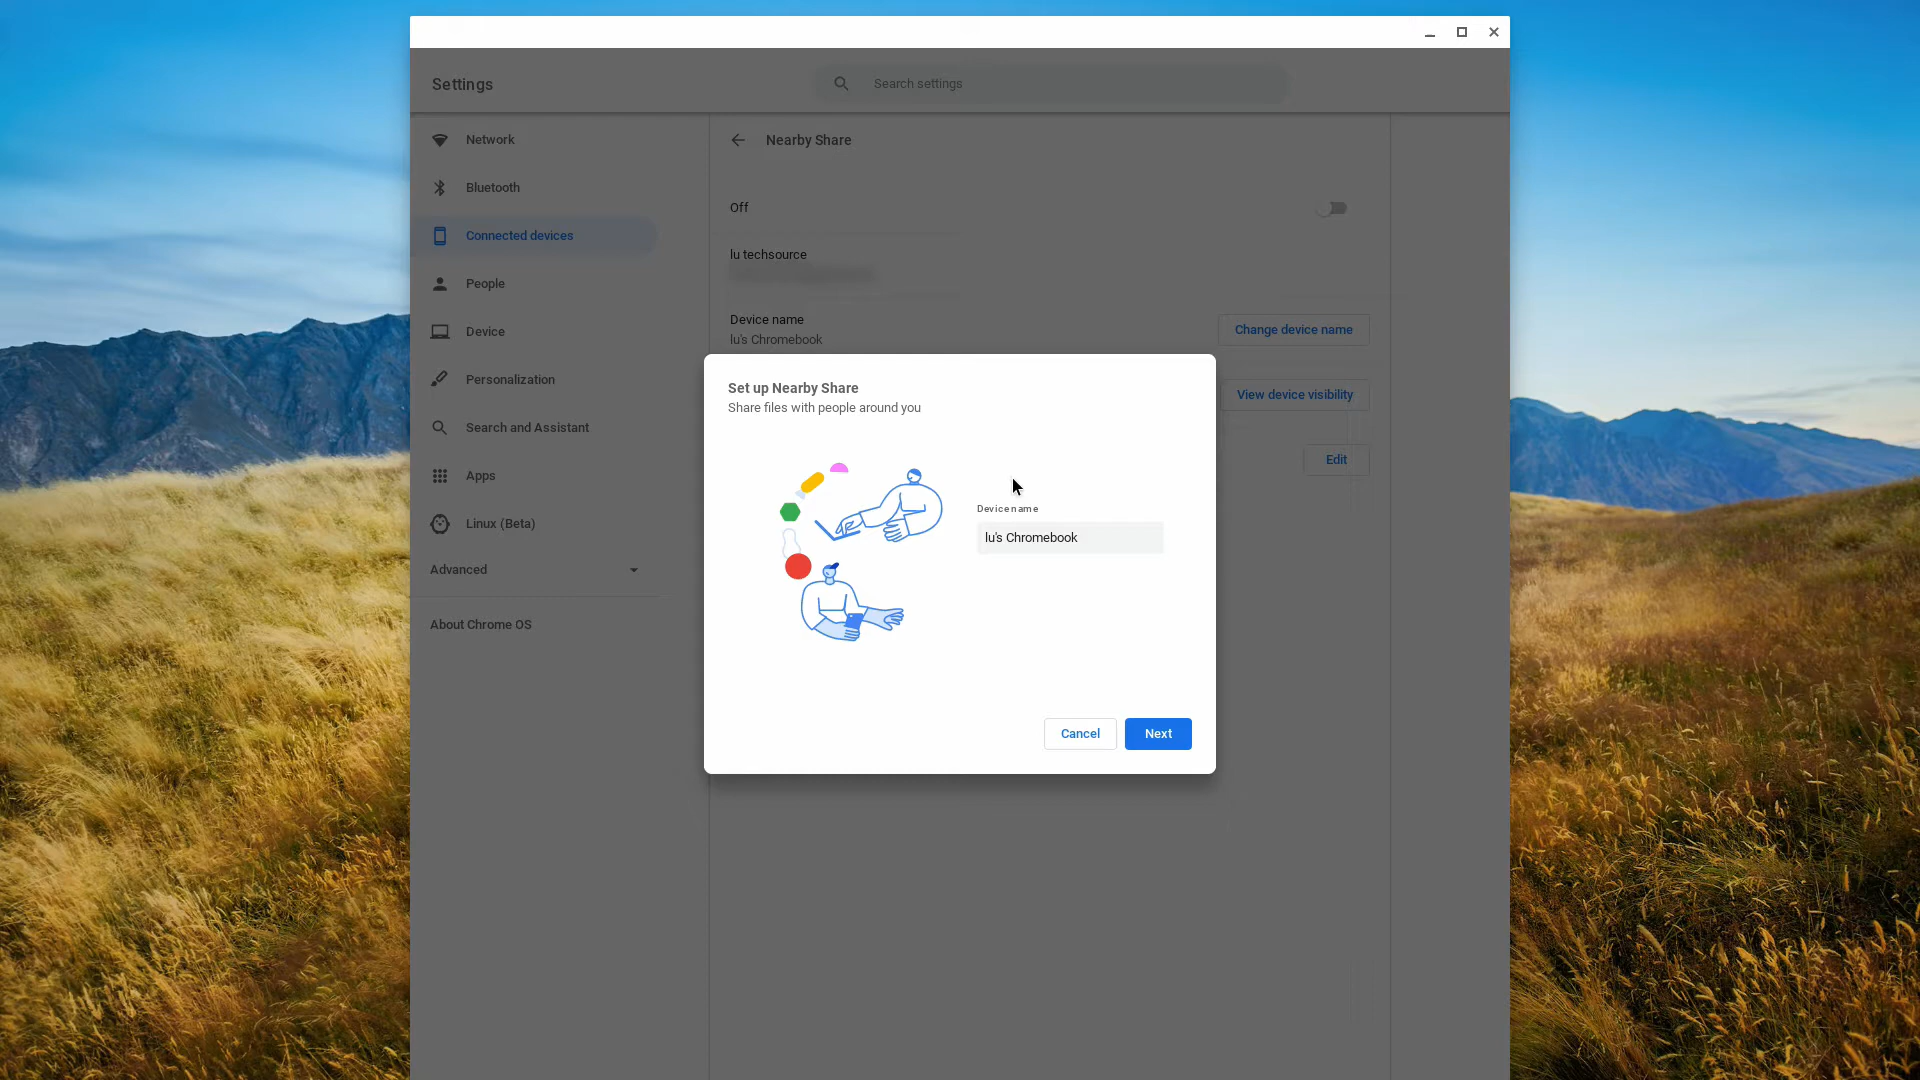 Settings
Search settings
Network
Bluetooth
Connected devices
People
Device
Personalization
Search and Assistant
Apps
Linux (Beta)
Advanced
About Chrome OS
Nearby Share
Off
lu techsource
Device name
lu's Chromebook
Change device name
View device visibility
Edit
Set up Nearby Share
Share files with people around you
Device name
lu's Chromebook
Cancel
Next